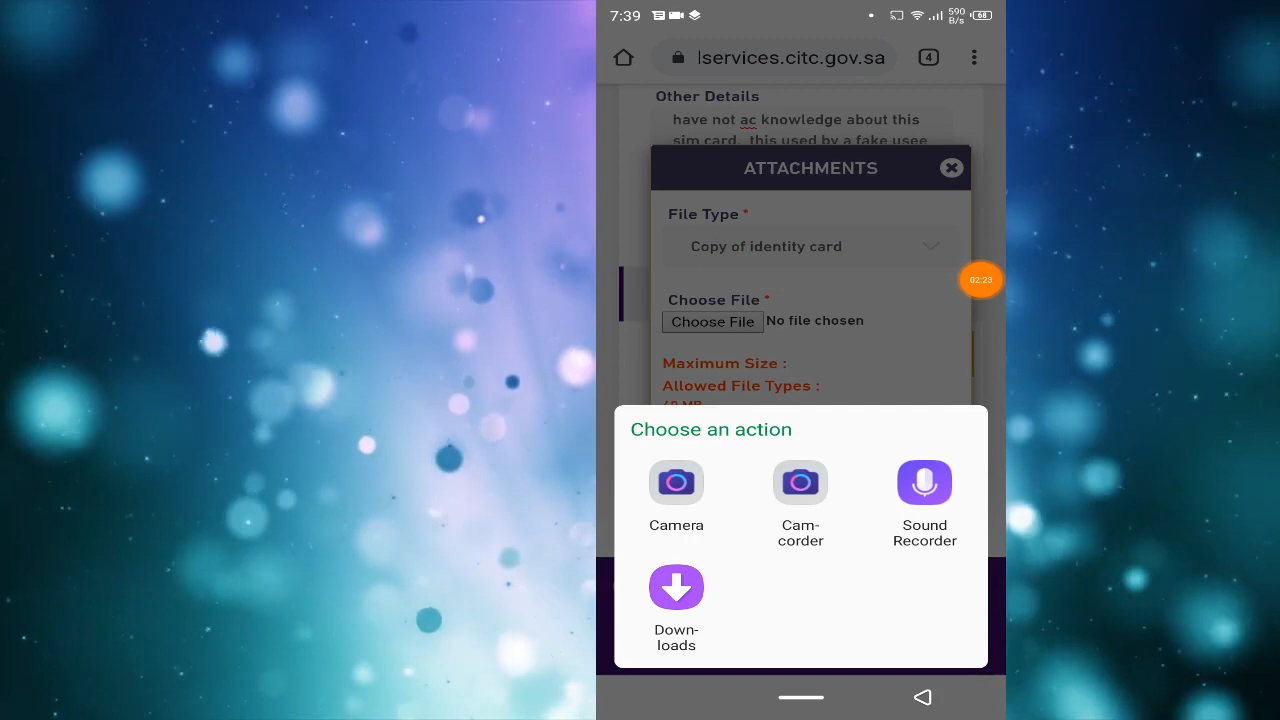 7:39
590
B/s
68
lservices.citc.gov.sa
4
Other Details
have not ac knowledge about this
sim card, this used by a fake usee
ATTACHMENTS
File Type *
Copy of identity card
02:23
Choose File *
Choose File No file chosen
Maximum Size :
Allowed File Types :
Choose an action
Camera
Cam-
corder
Sound
Recorder
Down-
loads